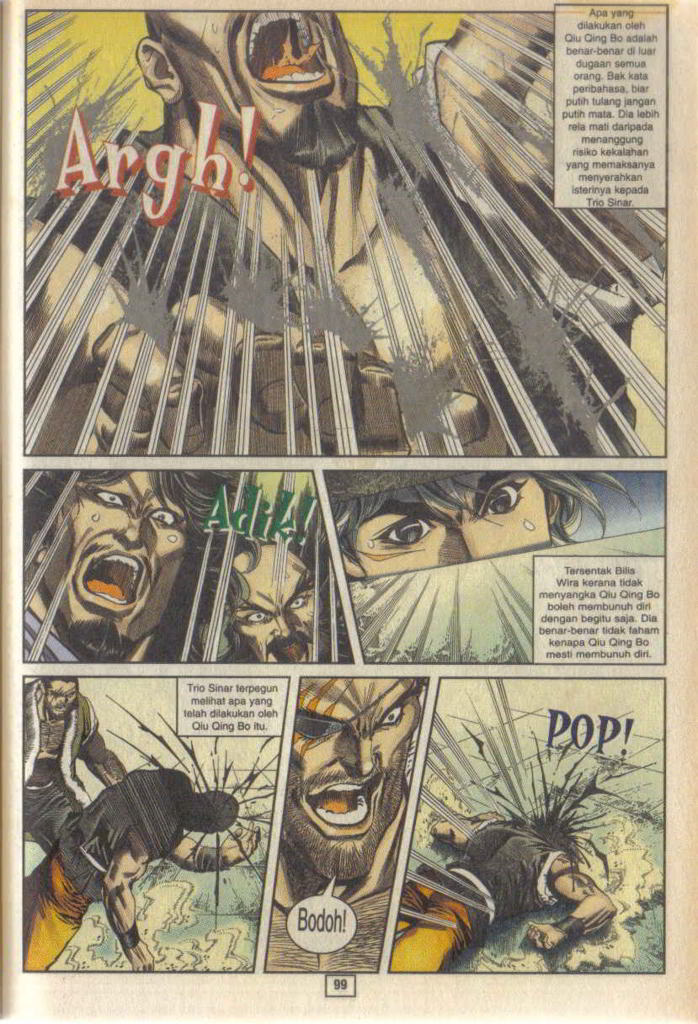 Apa yang
dilakukan oleh
Qiu Qing Bo adalah
benar-benar di luar
dugaan semua
orang. Bak kata
peribahasa, biar
putih tulang jangan
putih mata. Dia lebih
rela mati daripada
menanggung
risiko kekalahan
yang memaksanya
menyerahkan
isterinya kepada
Trio Sinar.
Argh!
Adik!
Tersentak Bilis
Wira kerana tidak
menyangka Qiu Qing Bo
boleh membunuh diri
dengan begitu saja. Dia
benar-benar tidak faham
kenapa Qiu Qing Bo
mesti membunuh diri.
Trio Sinar terpegun
melihat apa yang
telah dilakukan oleh
Qiu Qing Bo itu.
Bodoh!
POP!
99